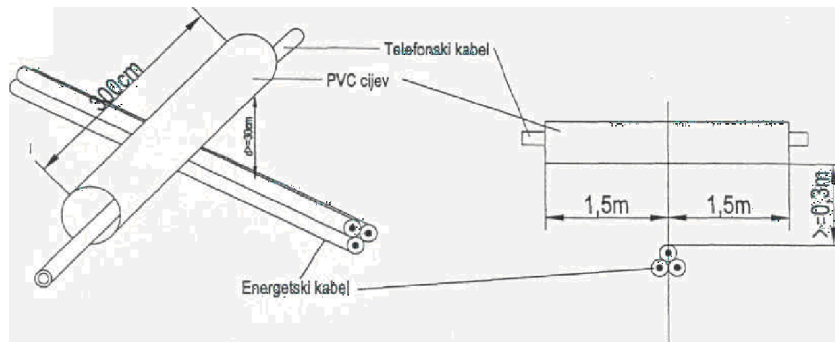 Telefonski kabel
PVC cijev
300cm
d>=30cm
1,5m
1,5m
>=0,3m
Energetski kabel